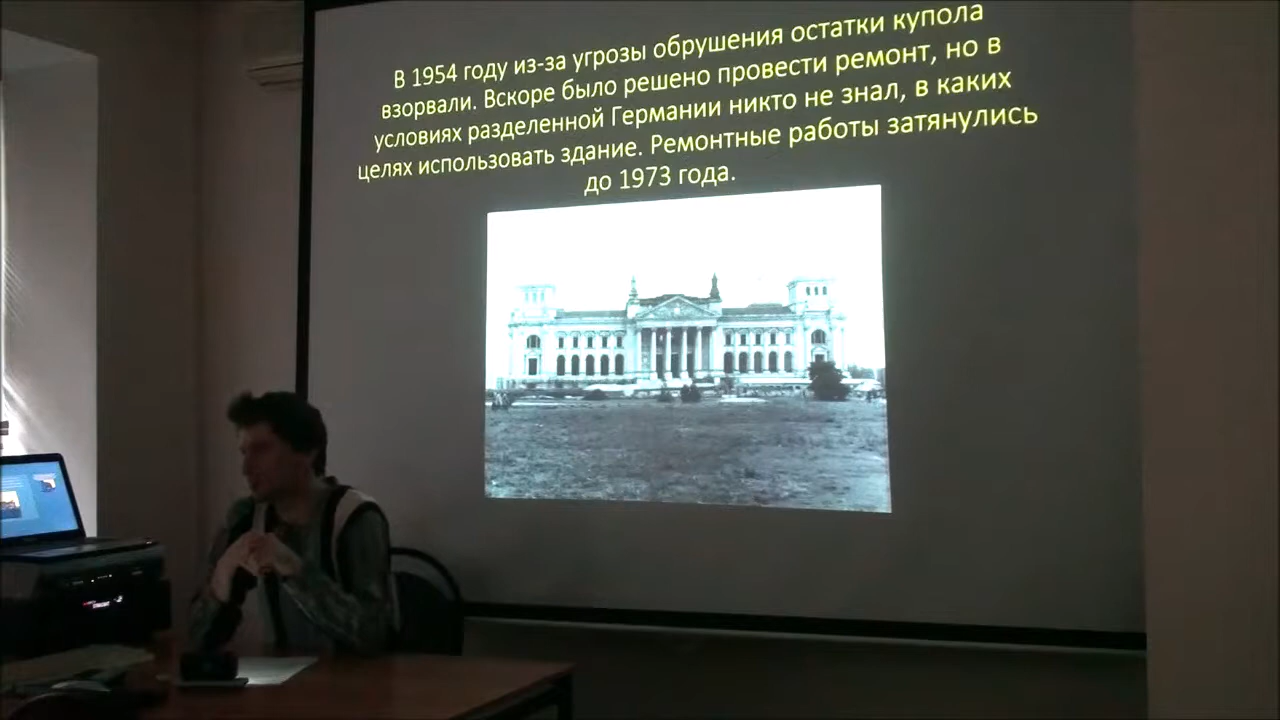 В 1954 году из-за угрозы обрушения остатки купола
взорвали. Вскоре было решено провести ремонт, но в
условиях разделенной Германии никто не знал, в каких
целях использовать здание. Ремонтные работы затянулись
до 1973 года.